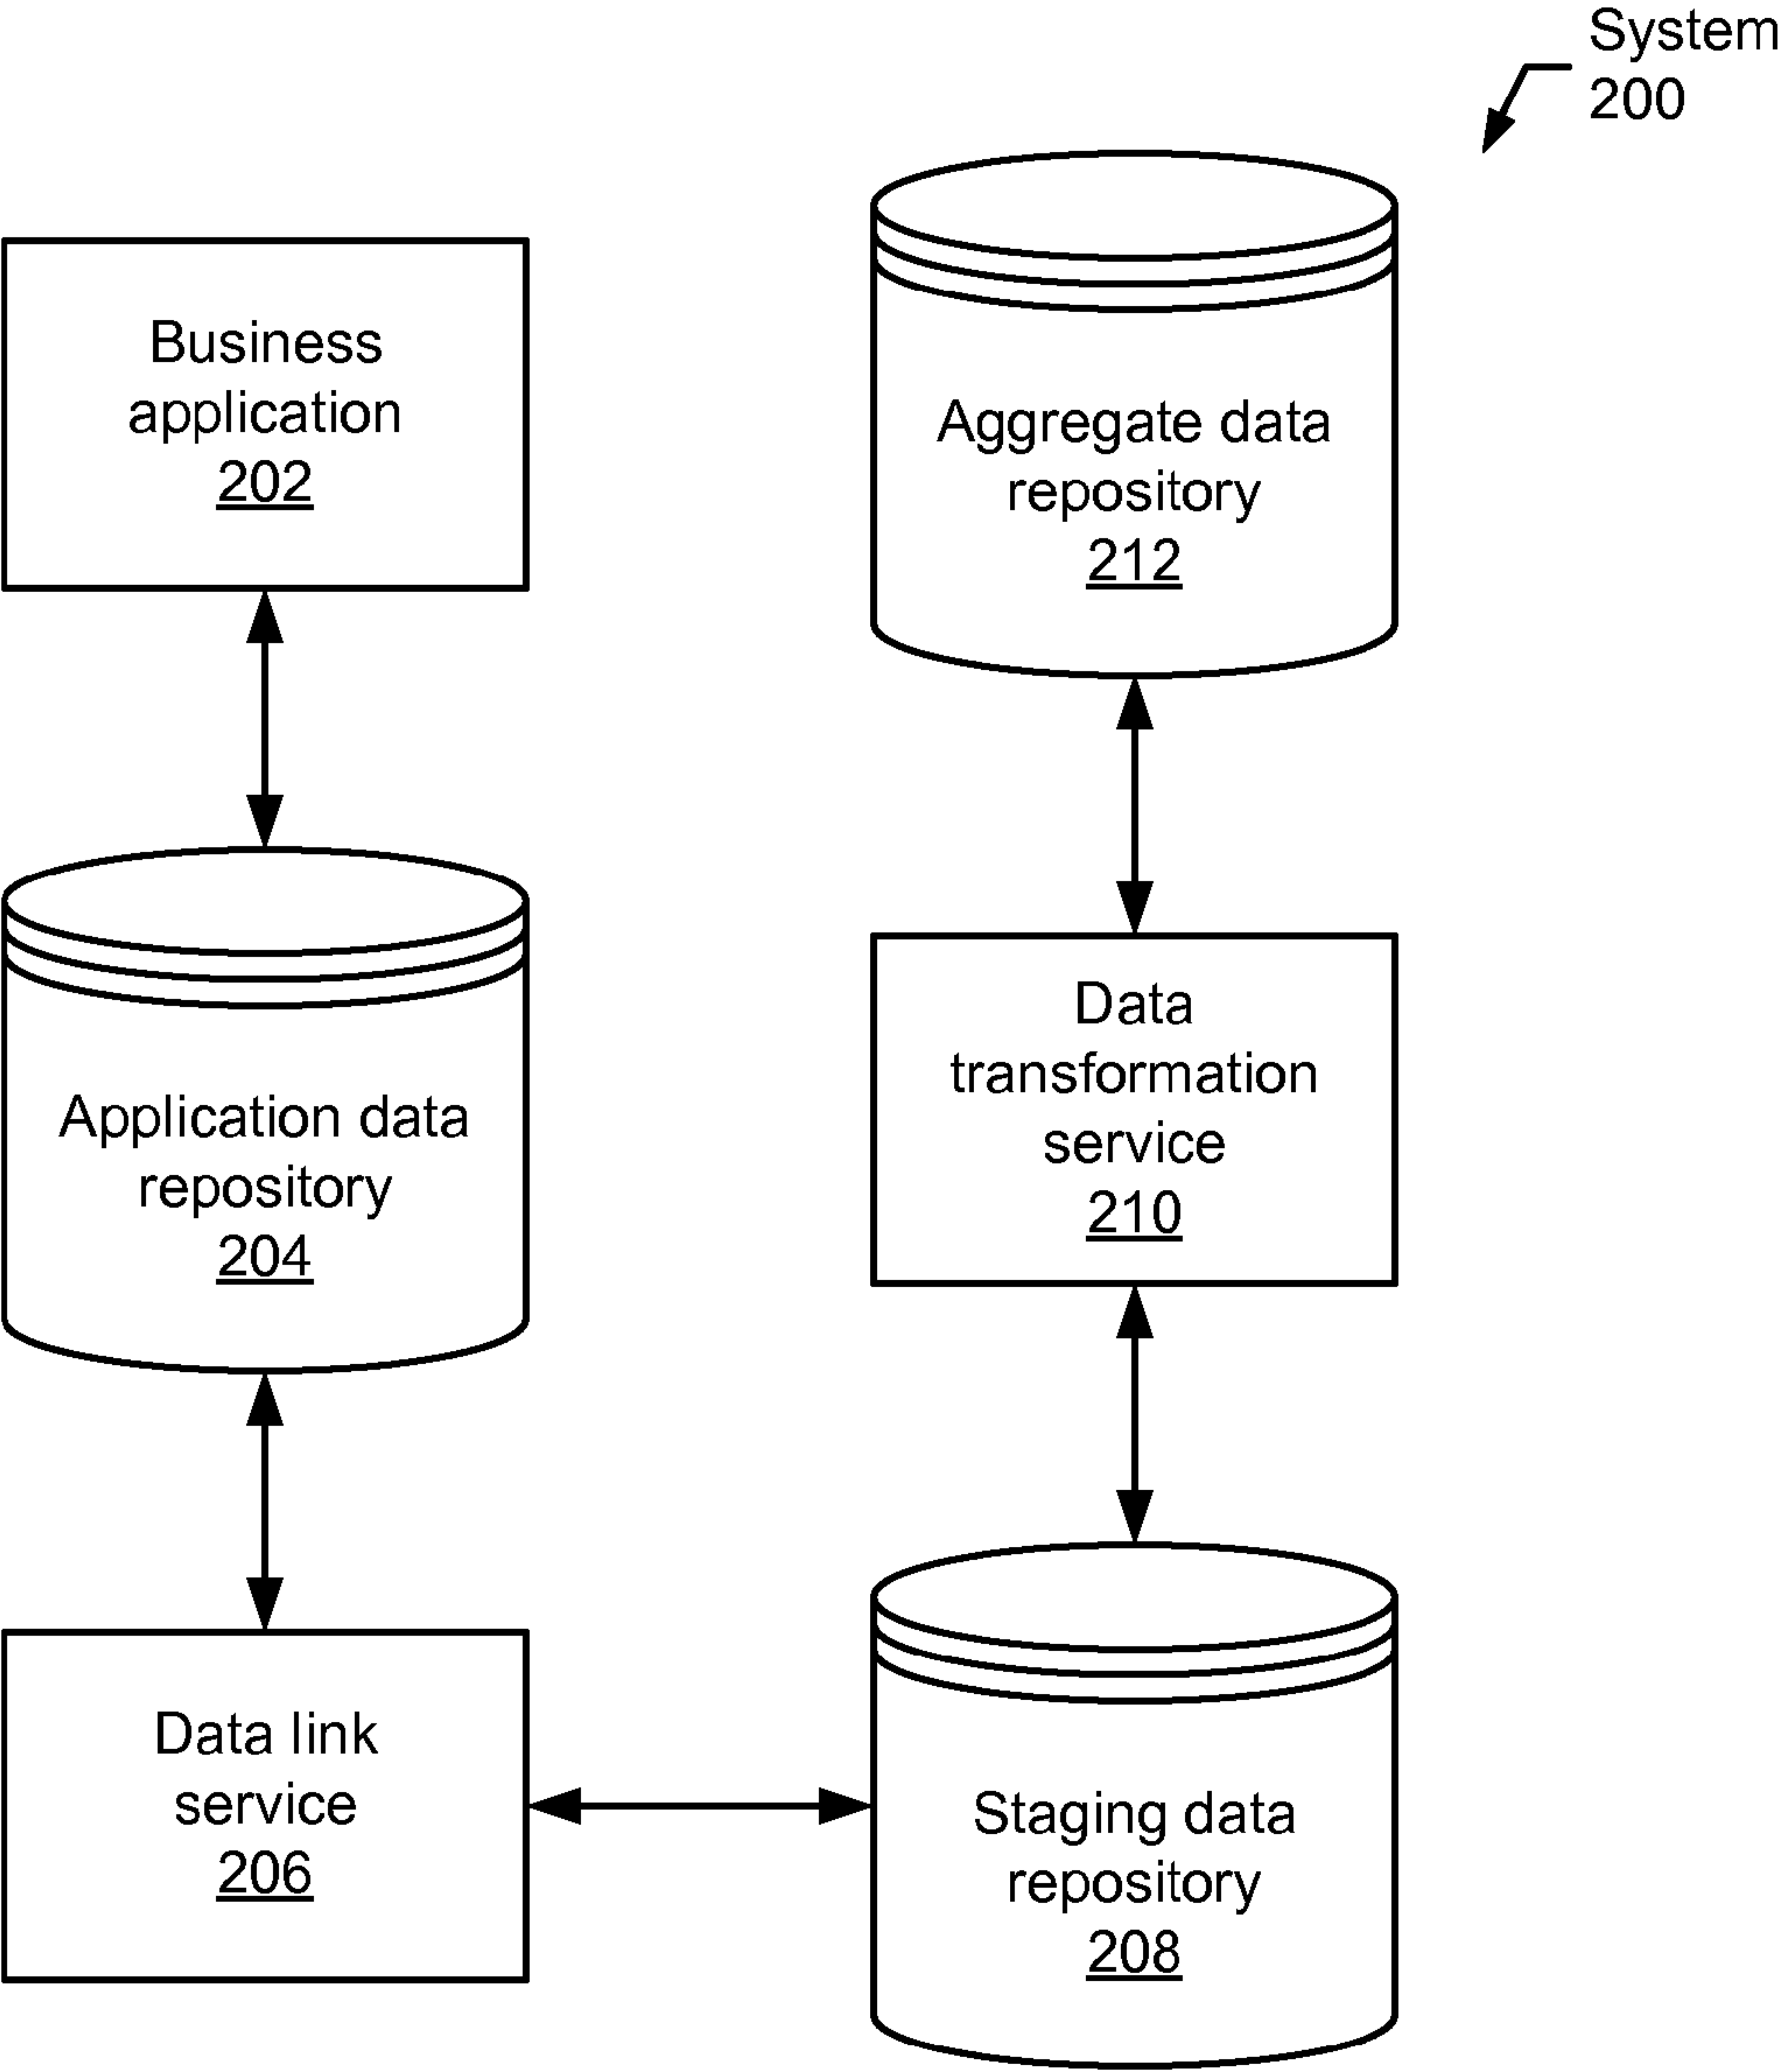 System
200
Business
application
202
Aggregate data
repository
212
Application data
repository
204
Data
transformation
service
210
Data link
service
206
Staging data
repository
208